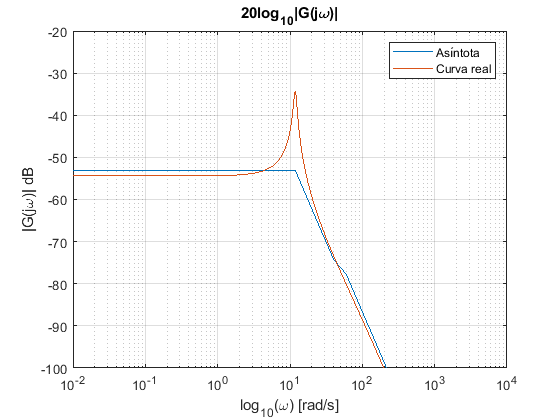 20log₁₀|G(jω)|
Asíntota
Curva real
|G(jω)| dB
-20
-30
-40
-50
-60
-70
-80
-90
-100
10⁻² 10⁻¹ 10⁰ 10¹ 10² 10³ 10⁴
log₁₀(ω) [rad/s]